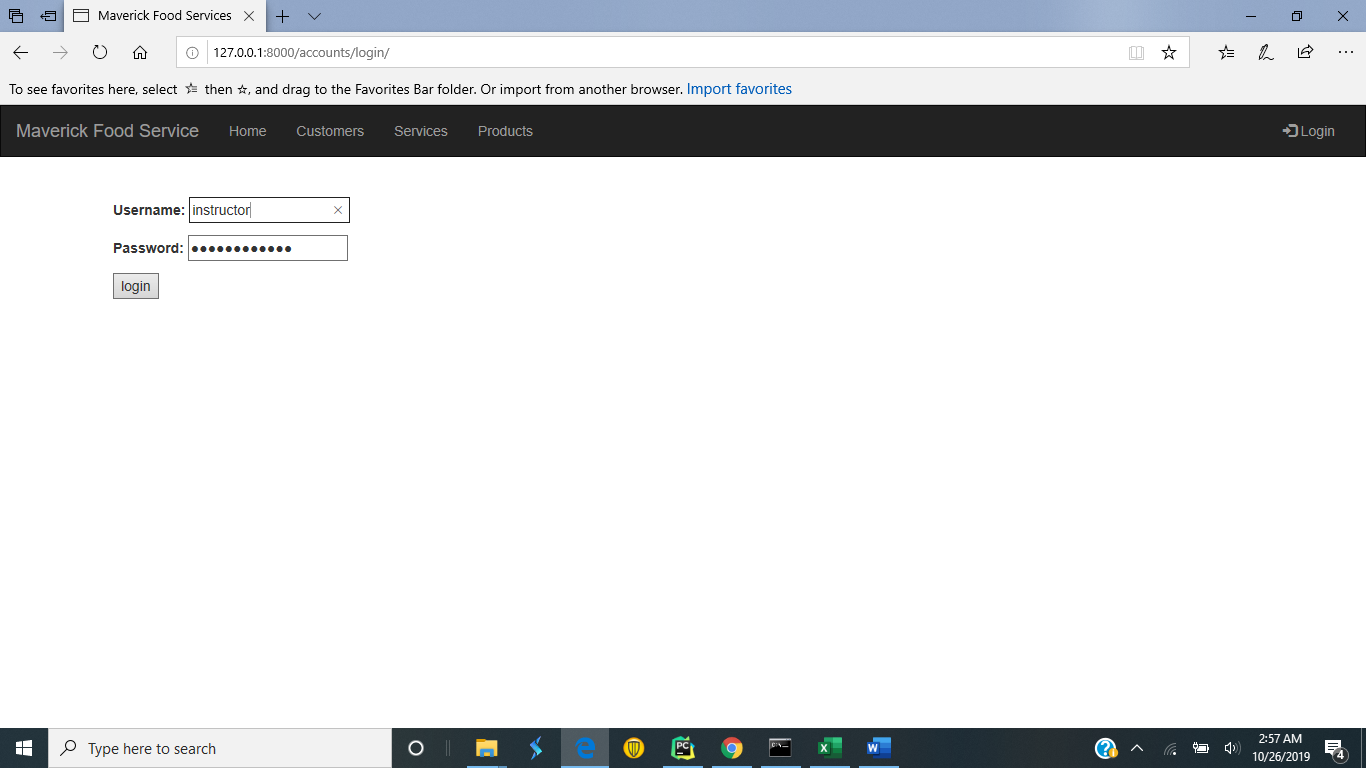 Maverick Food Services
127.0.0.1:8000/accounts/login/
To see favorites here, select then ☆, and drag to the Favorites Bar folder. Or import from another browser. Import favorites
Maverick Food Service Home Customers Services Products Login
Username: instructor
Password: ●●●●●●●●●●●●
login
Type here to search
2:57 AM
10/26/2019
4